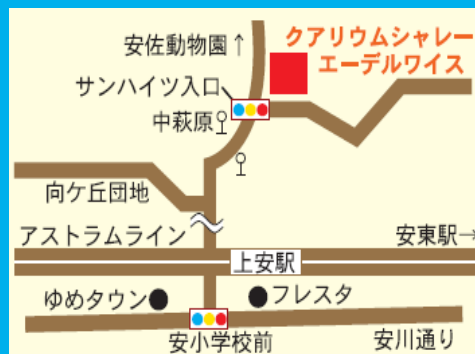 安佐動物園↑
クアリウムシャレー
エーデルワイス
サンハイツ入口
中萩原
向ケ丘団地
アストラムライン
安東駅→
上安駅
ゆめタウン
フレスタ
安小学校前
安川通り